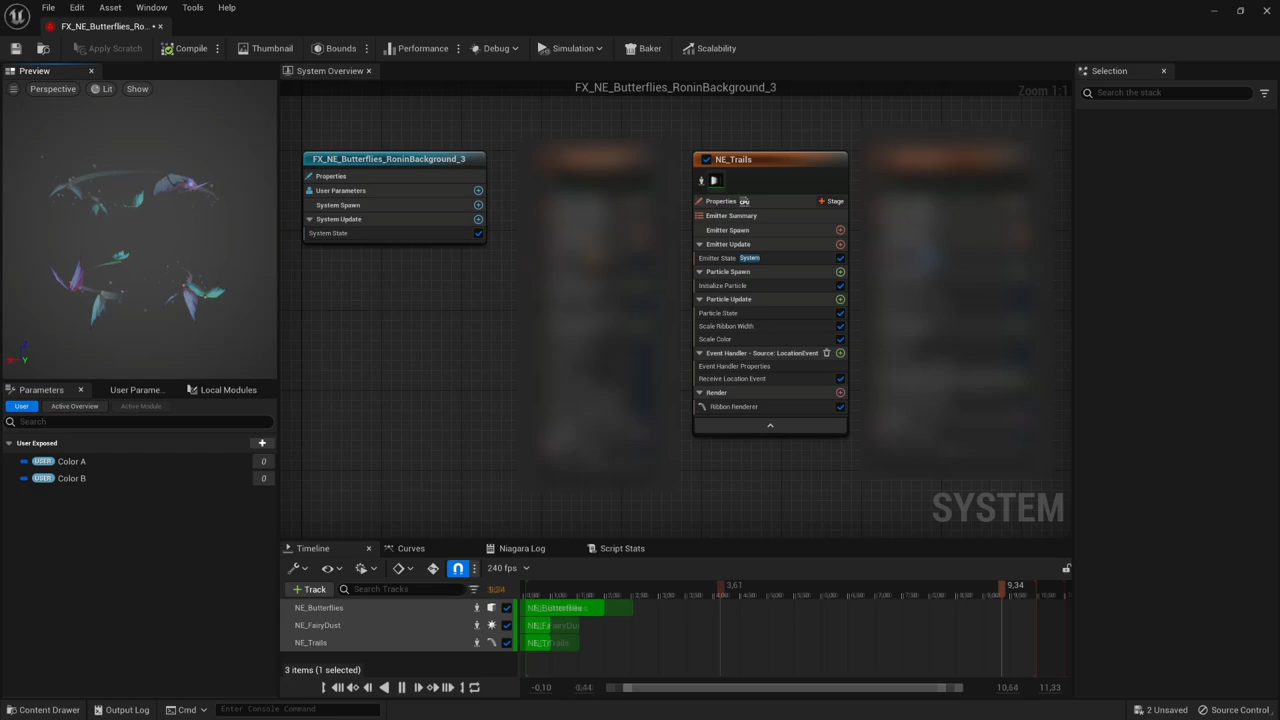 File Edit Asset Window Tools Help
FX_NE_Butterflies_Ro... •
Apply Scratch Compile Thumbnail Bounds Performance Debug Simulation Baker Scalability
Preview
System Overview
Selection
Perspective Lit Show
FX_NE_Butterflies_RoninBackground_3
Zoom 1:1
Search the stack
FX_NE_Butterflies_RoninBackground_3
Properties
User Parameters
System Spawn
System Update
System State
NE_Trails
Properties
Stage
Emitter Summary
Emitter Spawn
Emitter Update
Emitter State System
Particle Spawn
Initialize Particle
Particle Update
Particle State
Scale Ribbon Width
Scale Color
Event Handler - Source: LocationEvent
Event Handler Properties
Receive Location Event
Render
Ribbon Renderer
SYSTEM
Parameters User Parame... Local Modules
User Active Overview Active Module
Search
User Exposed
USER Color A 0
USER Color B 0
Timeline Curves Niagara Log Script Stats
240 fps
Track Search Tracks
3,61 9,34
NE_Butterflies
NE_FairyDust
NE_Trails
3 items (1 selected)
-0,10
10,64 11,33
Content Drawer Output Log Cmd Enter Console Command
2 Unsaved Source Control